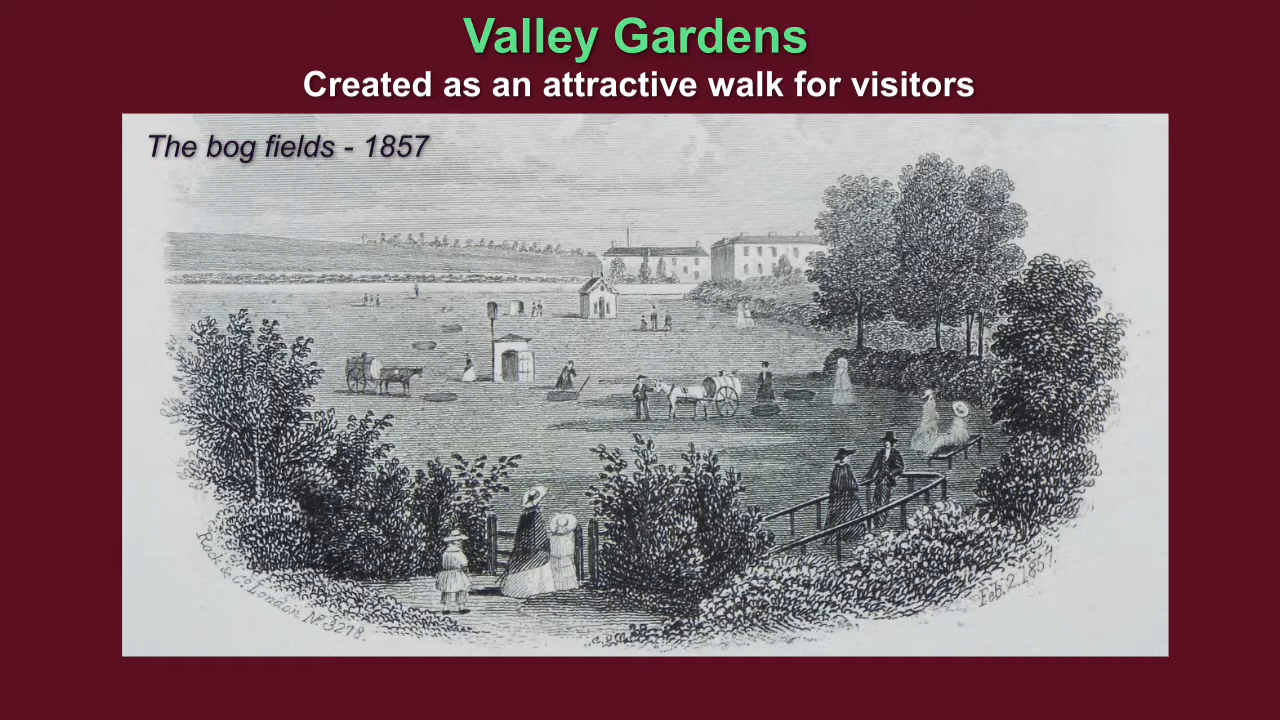 Valley Gardens
Created as an attractive walk for visitors
The bog fields - 1857
Rock & Co. London No. 3278.
Feb. 2. 1857.